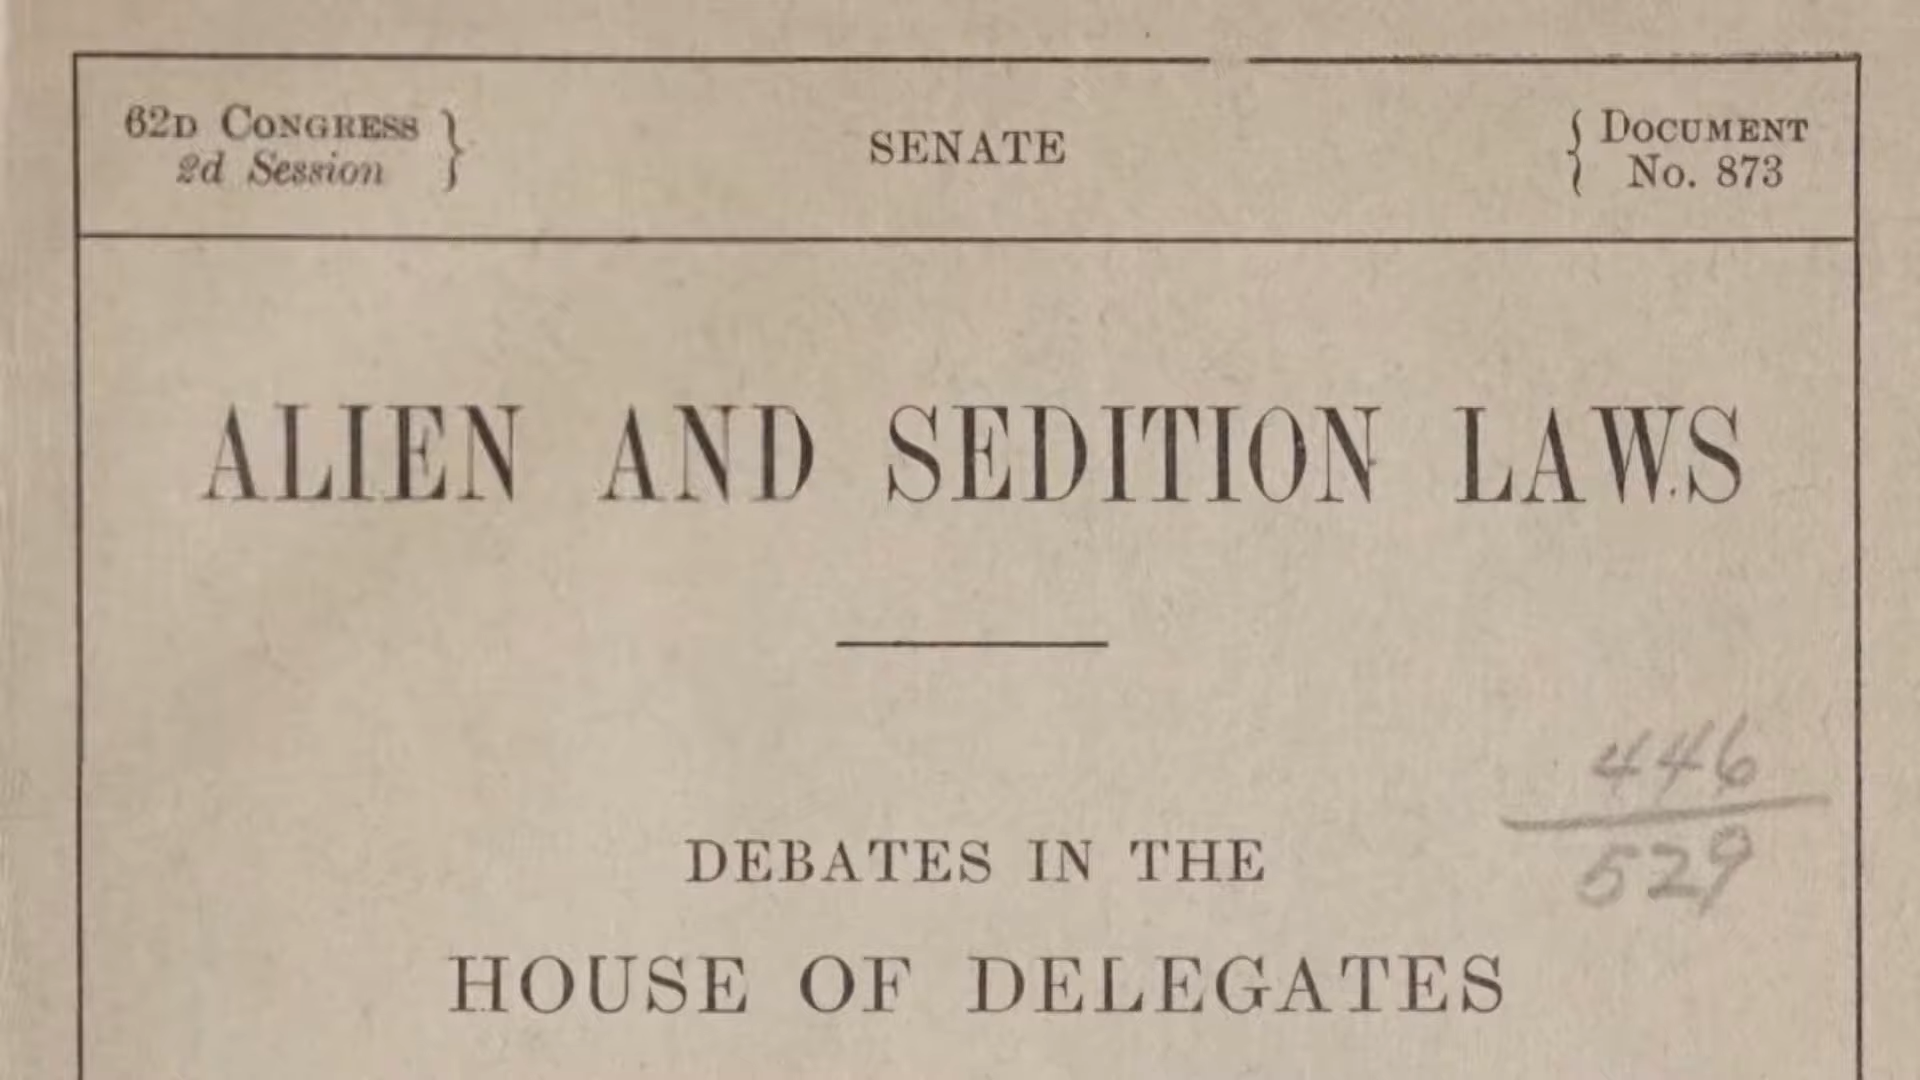 62D CONGRESS
2d Session
SENATE
DOCUMENT
No. 873
ALIEN AND SEDITION LAWS
446
529
DEBATES IN THE
HOUSE OF DELEGATES